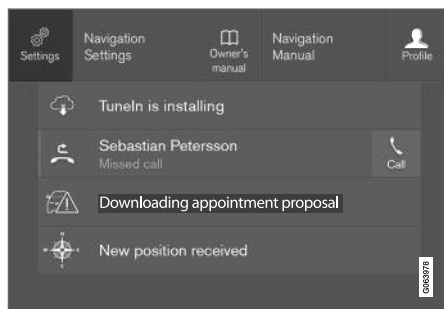 Settings
Navigation
Settings
Owner's
manual
Navigation
Manual
Profile
TuneIn is installing
Sebastian Petersson
Missed call
Call
Downloading appointment proposal
New position received
G063978